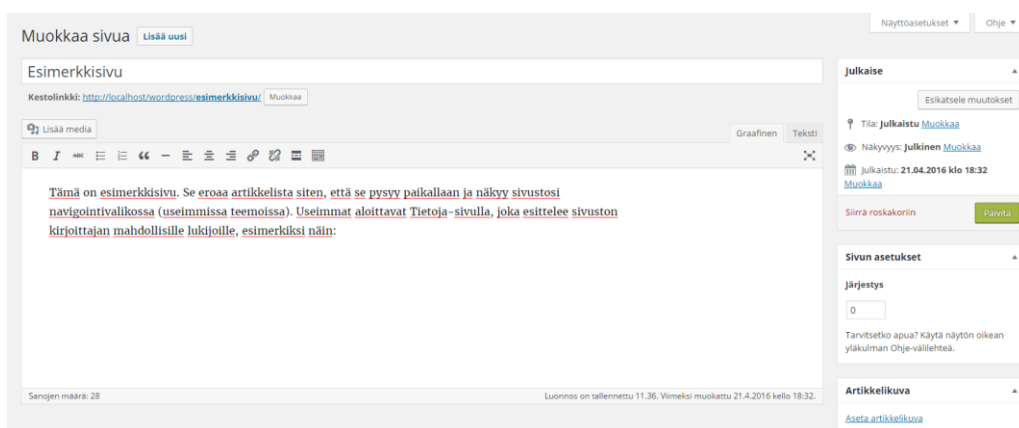 Näyttöasetukset ▼ Ohje ▼
Muokkaa sivua Lisää uusi
Esimerkkisivu
Kestolinkki: http://localhost/wordpress/esimerkkisivu/ Muokkaa
Lisää media
Graafinen Teksti
B I ABC
Tämä on esimerkkisivu. Se eroaa artikkelista siten, että se pysyy paikallaan ja näkyy sivustosi
navigointivalikossa (useimmissa teemoissa). Useimmat aloittavat Tietoja-sivulla, joka esittelee sivuston
kirjoittajan mahdollisille lukijoille, esimerkiksi näin:
Sanojen määrä: 28
Luonnos on tallennettu 11.36. Viimeksi muokattu 21.4.2016 kello 18:32.
Julkaise
Esikatsele muutokset
Tila: Julkaistu Muokkaa
Näkyvyys: Julkinen Muokkaa
Julkaistu: 21.04.2016 klo 18:32
Muokkaa
Siirrä roskakoriin
Päivitä
Sivun asetukset
Järjestys
0
Tarvitsetko apua? Käytä näytön oikean
yläkulman Ohje-välilehteä.
Artikkelikuva
Aseta artikkelikuva